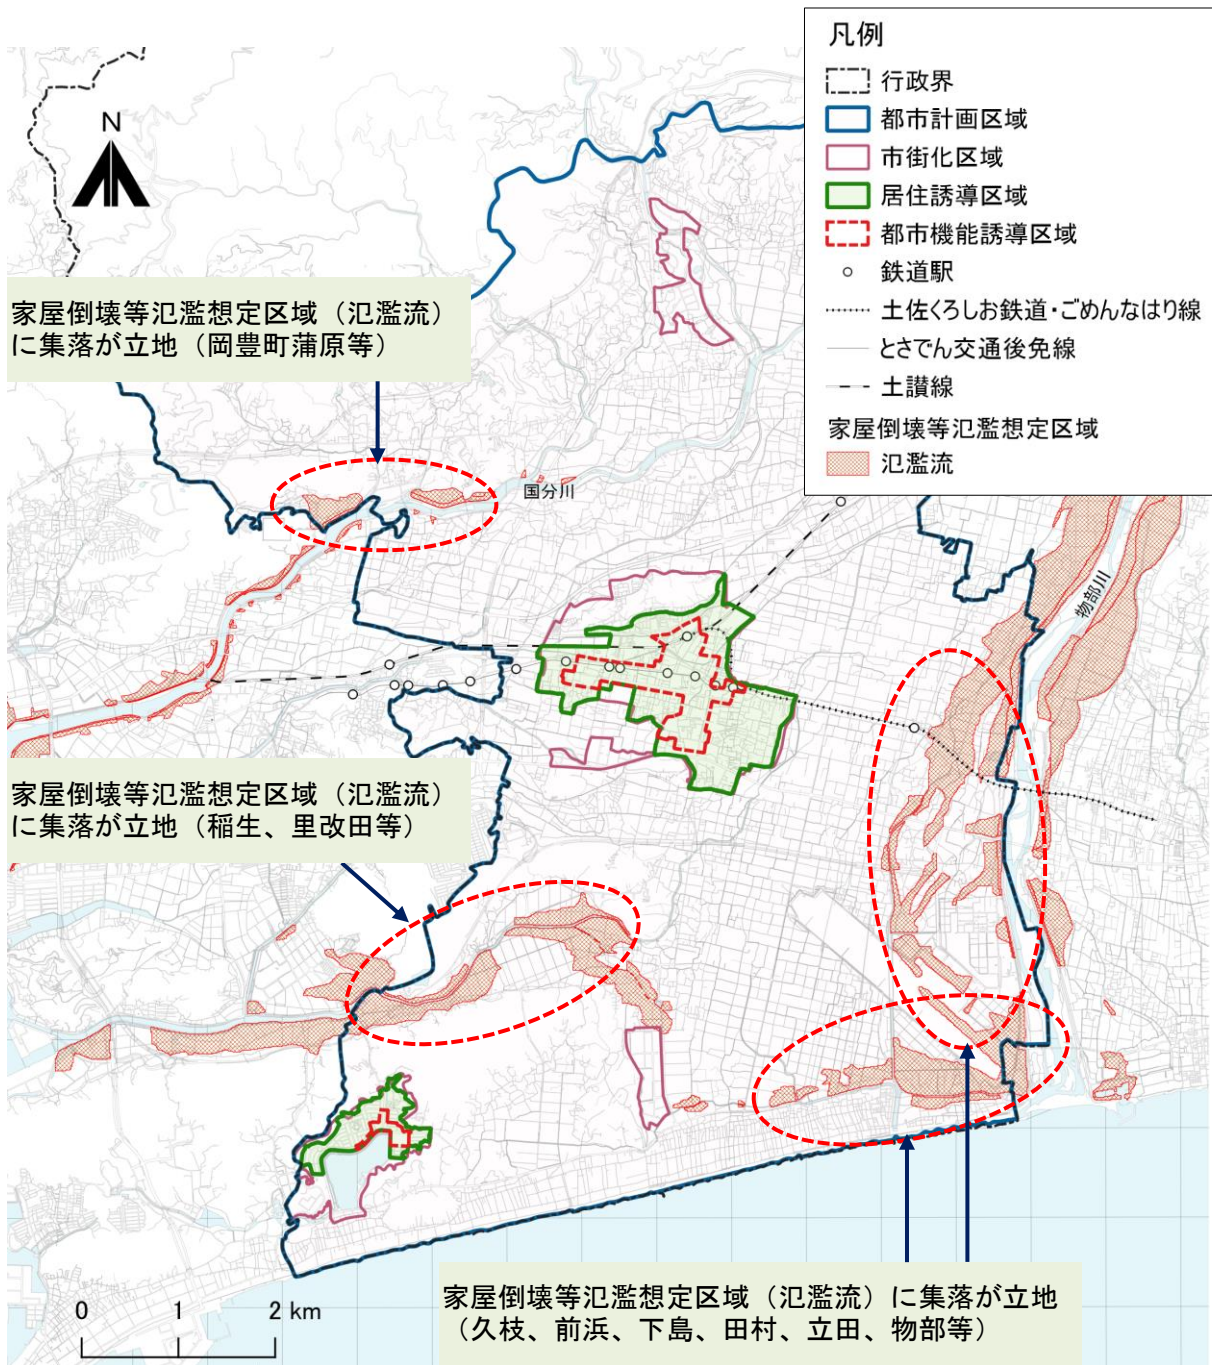 凡例
行政界
都市計画区域
市街化区域
居住誘導区域
都市機能誘導区域
鉄道駅
土佐くろしお鉄道・ごめんなはり線
とさでん交通後免線
土讃線
家屋倒壊等氾濫想定区域
氾濫流
N
家屋倒壊等氾濫想定区域（氾濫流）
に集落が立地（岡豊町蒲原等）
国分川
物部川
家屋倒壊等氾濫想定区域（氾濫流）
に集落が立地（稲生、里改田等）
家屋倒壊等氾濫想定区域（氾濫流）に集落が立地
（久枝、前浜、下島、田村、立田、物部等）
0 1 2 km